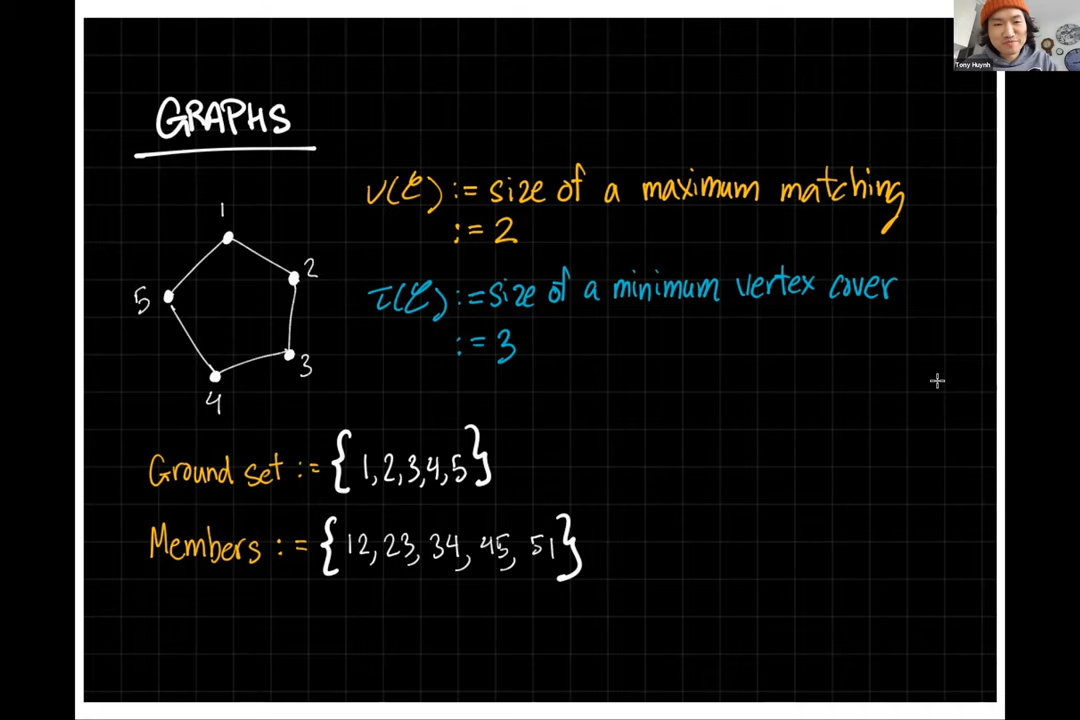 Tony Huynh
GRAPHS
ν(𝒞) := size of a maximum matching
:= 2
τ(𝒞) := size of a minimum vertex cover
:= 3
1
2
5
3
4
Ground set := {1,2,3,4,5}
Members := {12, 23, 34, 45, 51}